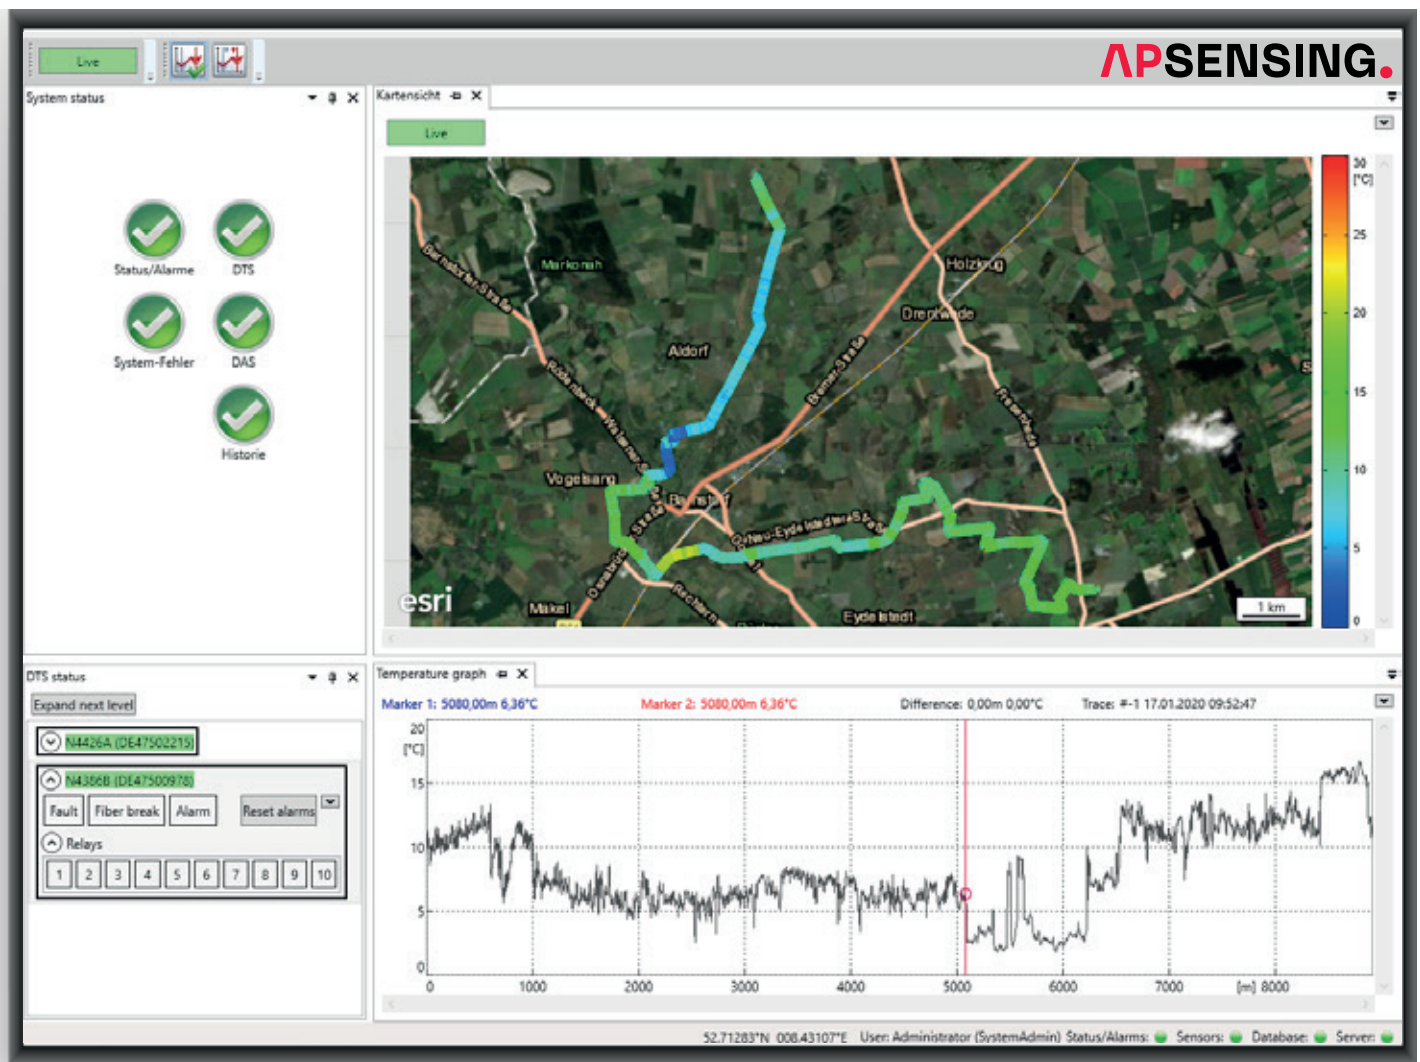 Live
APSENSING.
System status
Status/Alarme
DTS
System-Fehler
DAS
Historie
Kartensicht
Live
Markonah
Holzkrug
Drentwede
Aldorf
Bremer-Straße
Vogelsang
Barnstorf
Rechtern
Makel
Eydelstedt
esri
1 km
30
[°C]
25
20
15
10
5
0
DTS status
Expand next level
N4426A (DE47502215)
N4386B (DE47500978)
Fault
Fiber break
Alarm
Reset alarms
Relays
1 2 3 4 5 6 7 8 9 10
Temperature graph
Marker 1: 5080,00m 6,36°C
Marker 2: 5080,00m 6,36°C
Difference: 0,00m 0,00°C
Trace: #-1 17.01.2020 09:52:47
20
[°C]
15
10
5
0
0 1000 2000 3000 4000 5000 6000 7000 [m] 8000
52.71283°N 008.43107°E User: Administrator (SystemAdmin) Status/Alarms: Sensors: Database: Server: